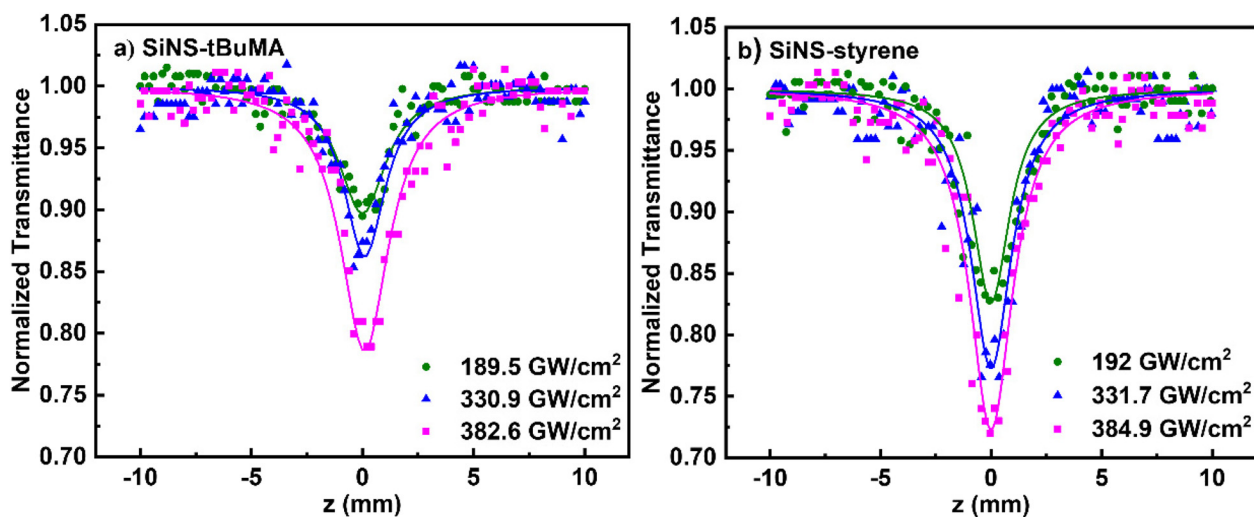 a) SiNS-tBuMA
Normalized Transmittance
1.05
1.00
0.95
0.90
0.85
0.80
0.75
0.70
189.5 GW/cm²
330.9 GW/cm²
382.6 GW/cm²
-10
-5
0
5
10
z (mm)
b) SiNS-styrene
Normalized Transmittance
1.05
1.00
0.95
0.90
0.85
0.80
0.75
0.70
192 GW/cm²
331.7 GW/cm²
384.9 GW/cm²
-10
-5
0
5
10
z (mm)